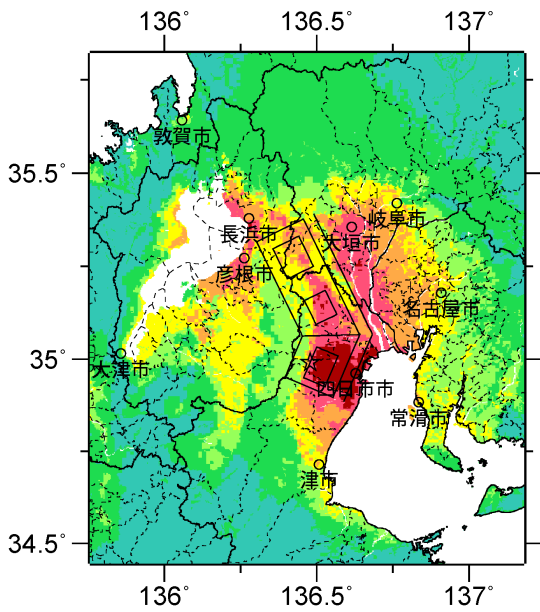 136° 136.5° 137°
敦賀市
35.5°
岐阜市
長浜市 大垣市
彦根市
名古屋市
35°
大津市
四日市市
常滑市
津市
34.5°
136° 136.5° 137°